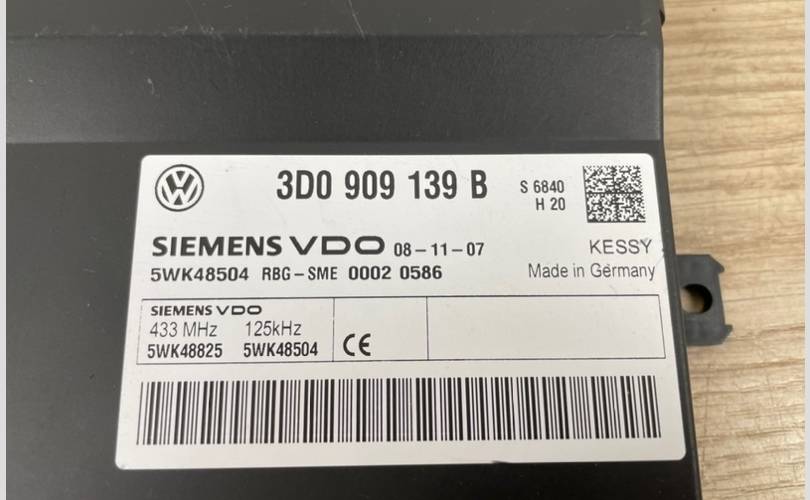 3D0 909 139 B
S 6840
H 20
SIEMENS VDO 08-11-07
KESSY
5WK48504 RBG-SME 0002 0586
Made in Germany
SIEMENS VDO
433 MHz 125kHz
5WK48825 5WK48504
CE